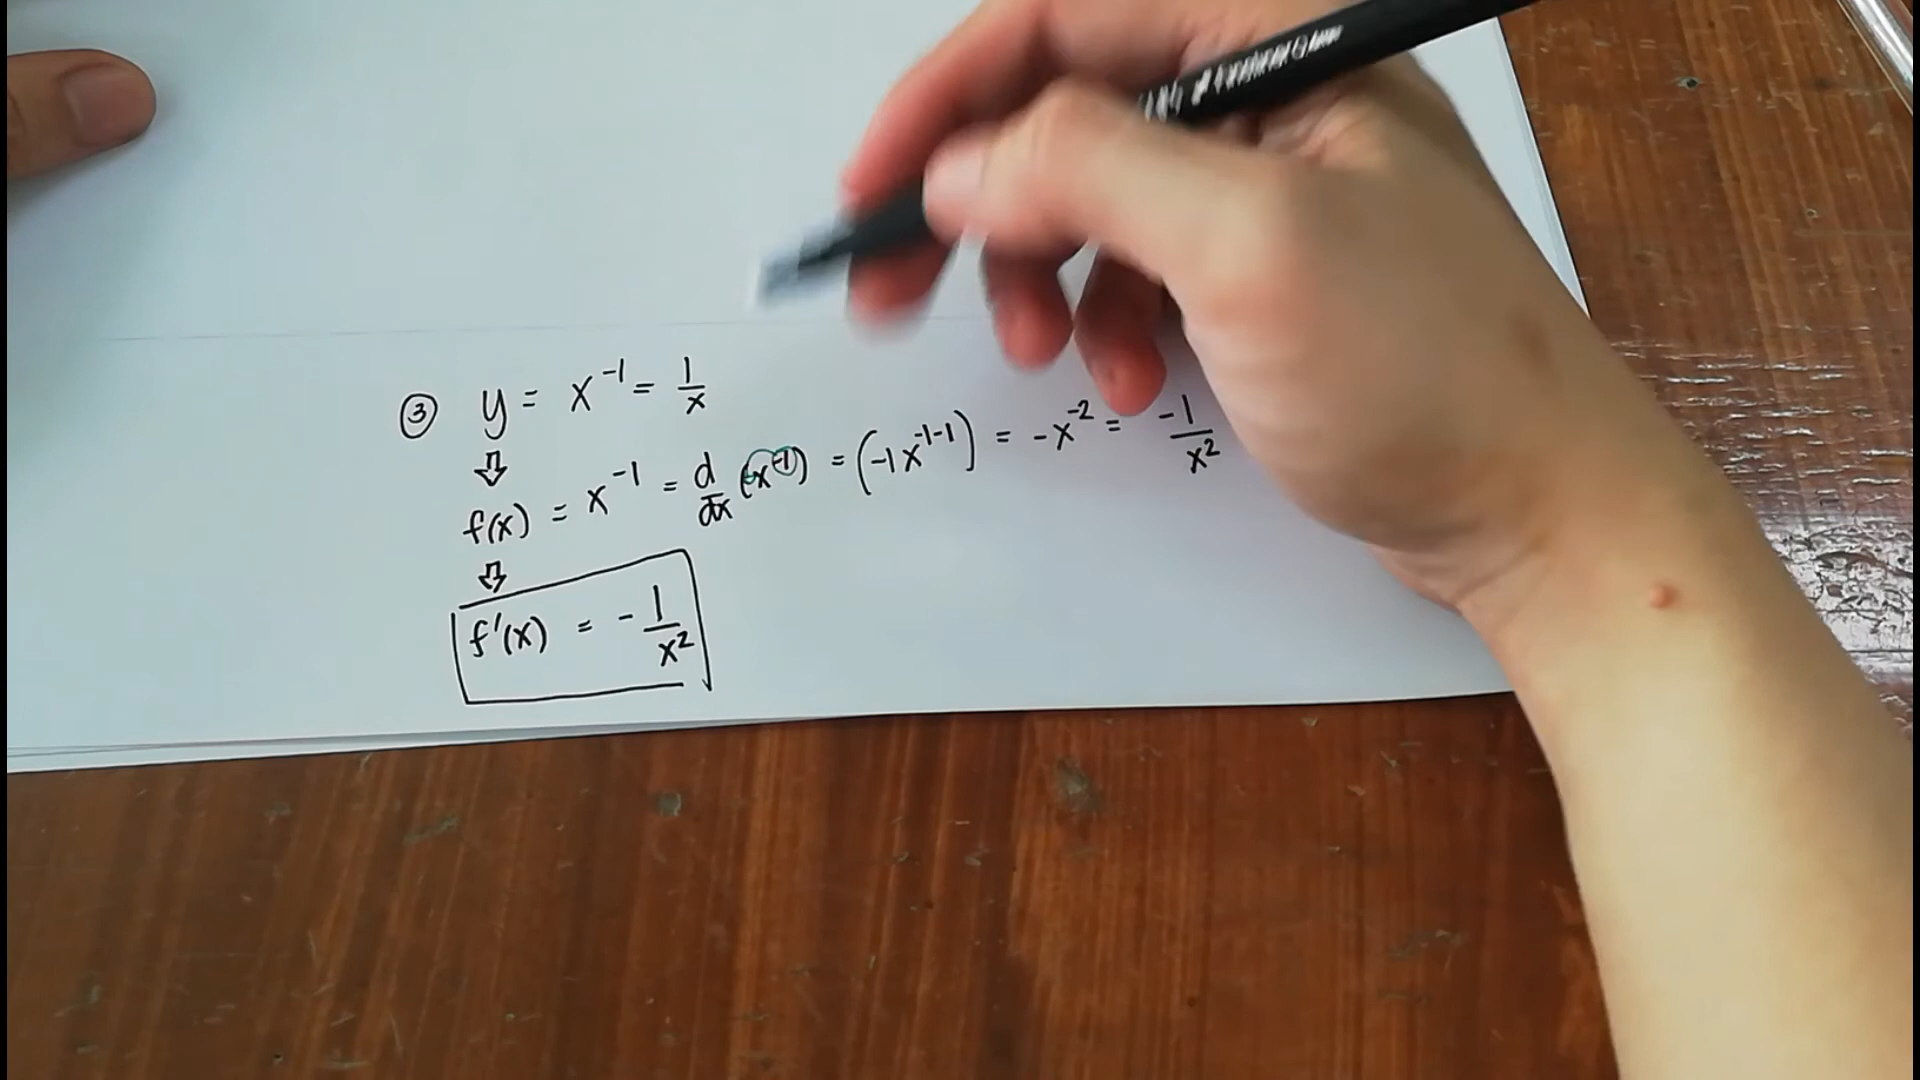 ③ y = x⁻¹ = 1/x
⇩
f(x) = x⁻¹ = d/dx (x⁻¹) = (-1x⁻¹⁻¹) = -x⁻² = -1/x²
⇩
f'(x) = - 1/x²